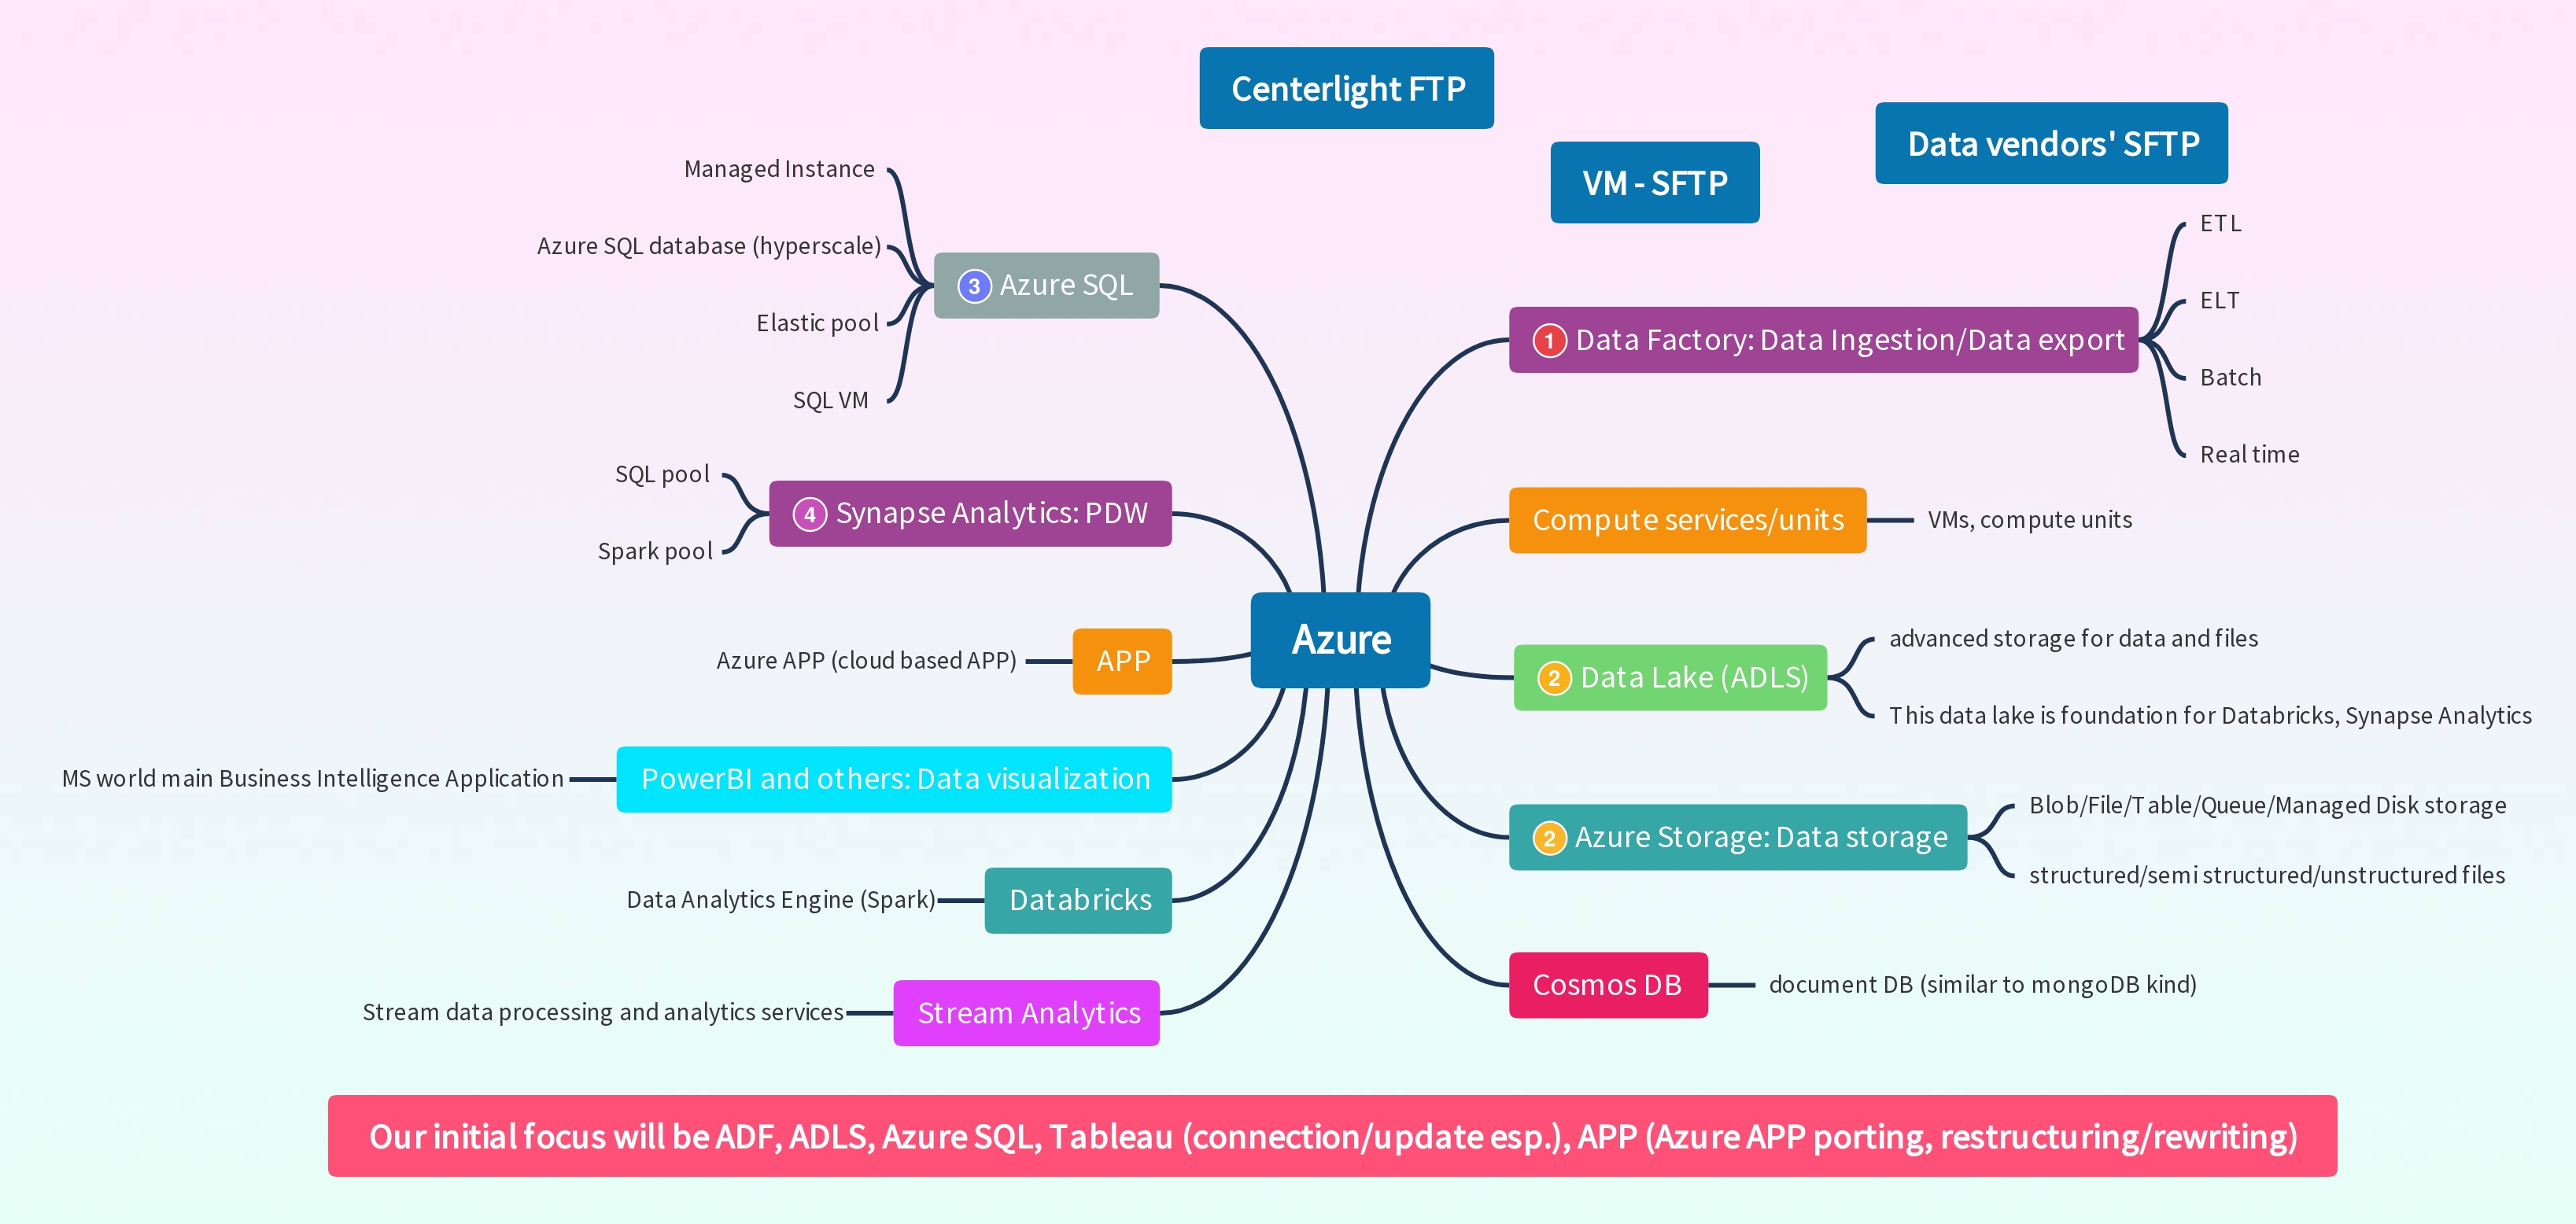 Centerlight FTP
Data vendors' SFTP
VM - SFTP
Managed Instance
Azure SQL database (hyperscale)
Elastic pool
SQL VM
3 Azure SQL
SQL pool
Spark pool
4 Synapse Analytics: PDW
Azure APP (cloud based APP)
APP
MS world main Business Intelligence Application
PowerBI and others: Data visualization
Data Analytics Engine (Spark)
Databricks
Stream data processing and analytics services
Stream Analytics
Azure
1 Data Factory: Data Ingestion/Data export
ETL
ELT
Batch
Real time
Compute services/units
VMs, compute units
2 Data Lake (ADLS)
advanced storage for data and files
This data lake is foundation for Databricks, Synapse Analytics
2 Azure Storage: Data storage
Blob/File/Table/Queue/Managed Disk storage
structured/semi structured/unstructured files
Cosmos DB
document DB (similar to mongoDB kind)
Our initial focus will be ADF, ADLS, Azure SQL, Tableau (connection/update esp.), APP (Azure APP porting, restructuring/rewriting)